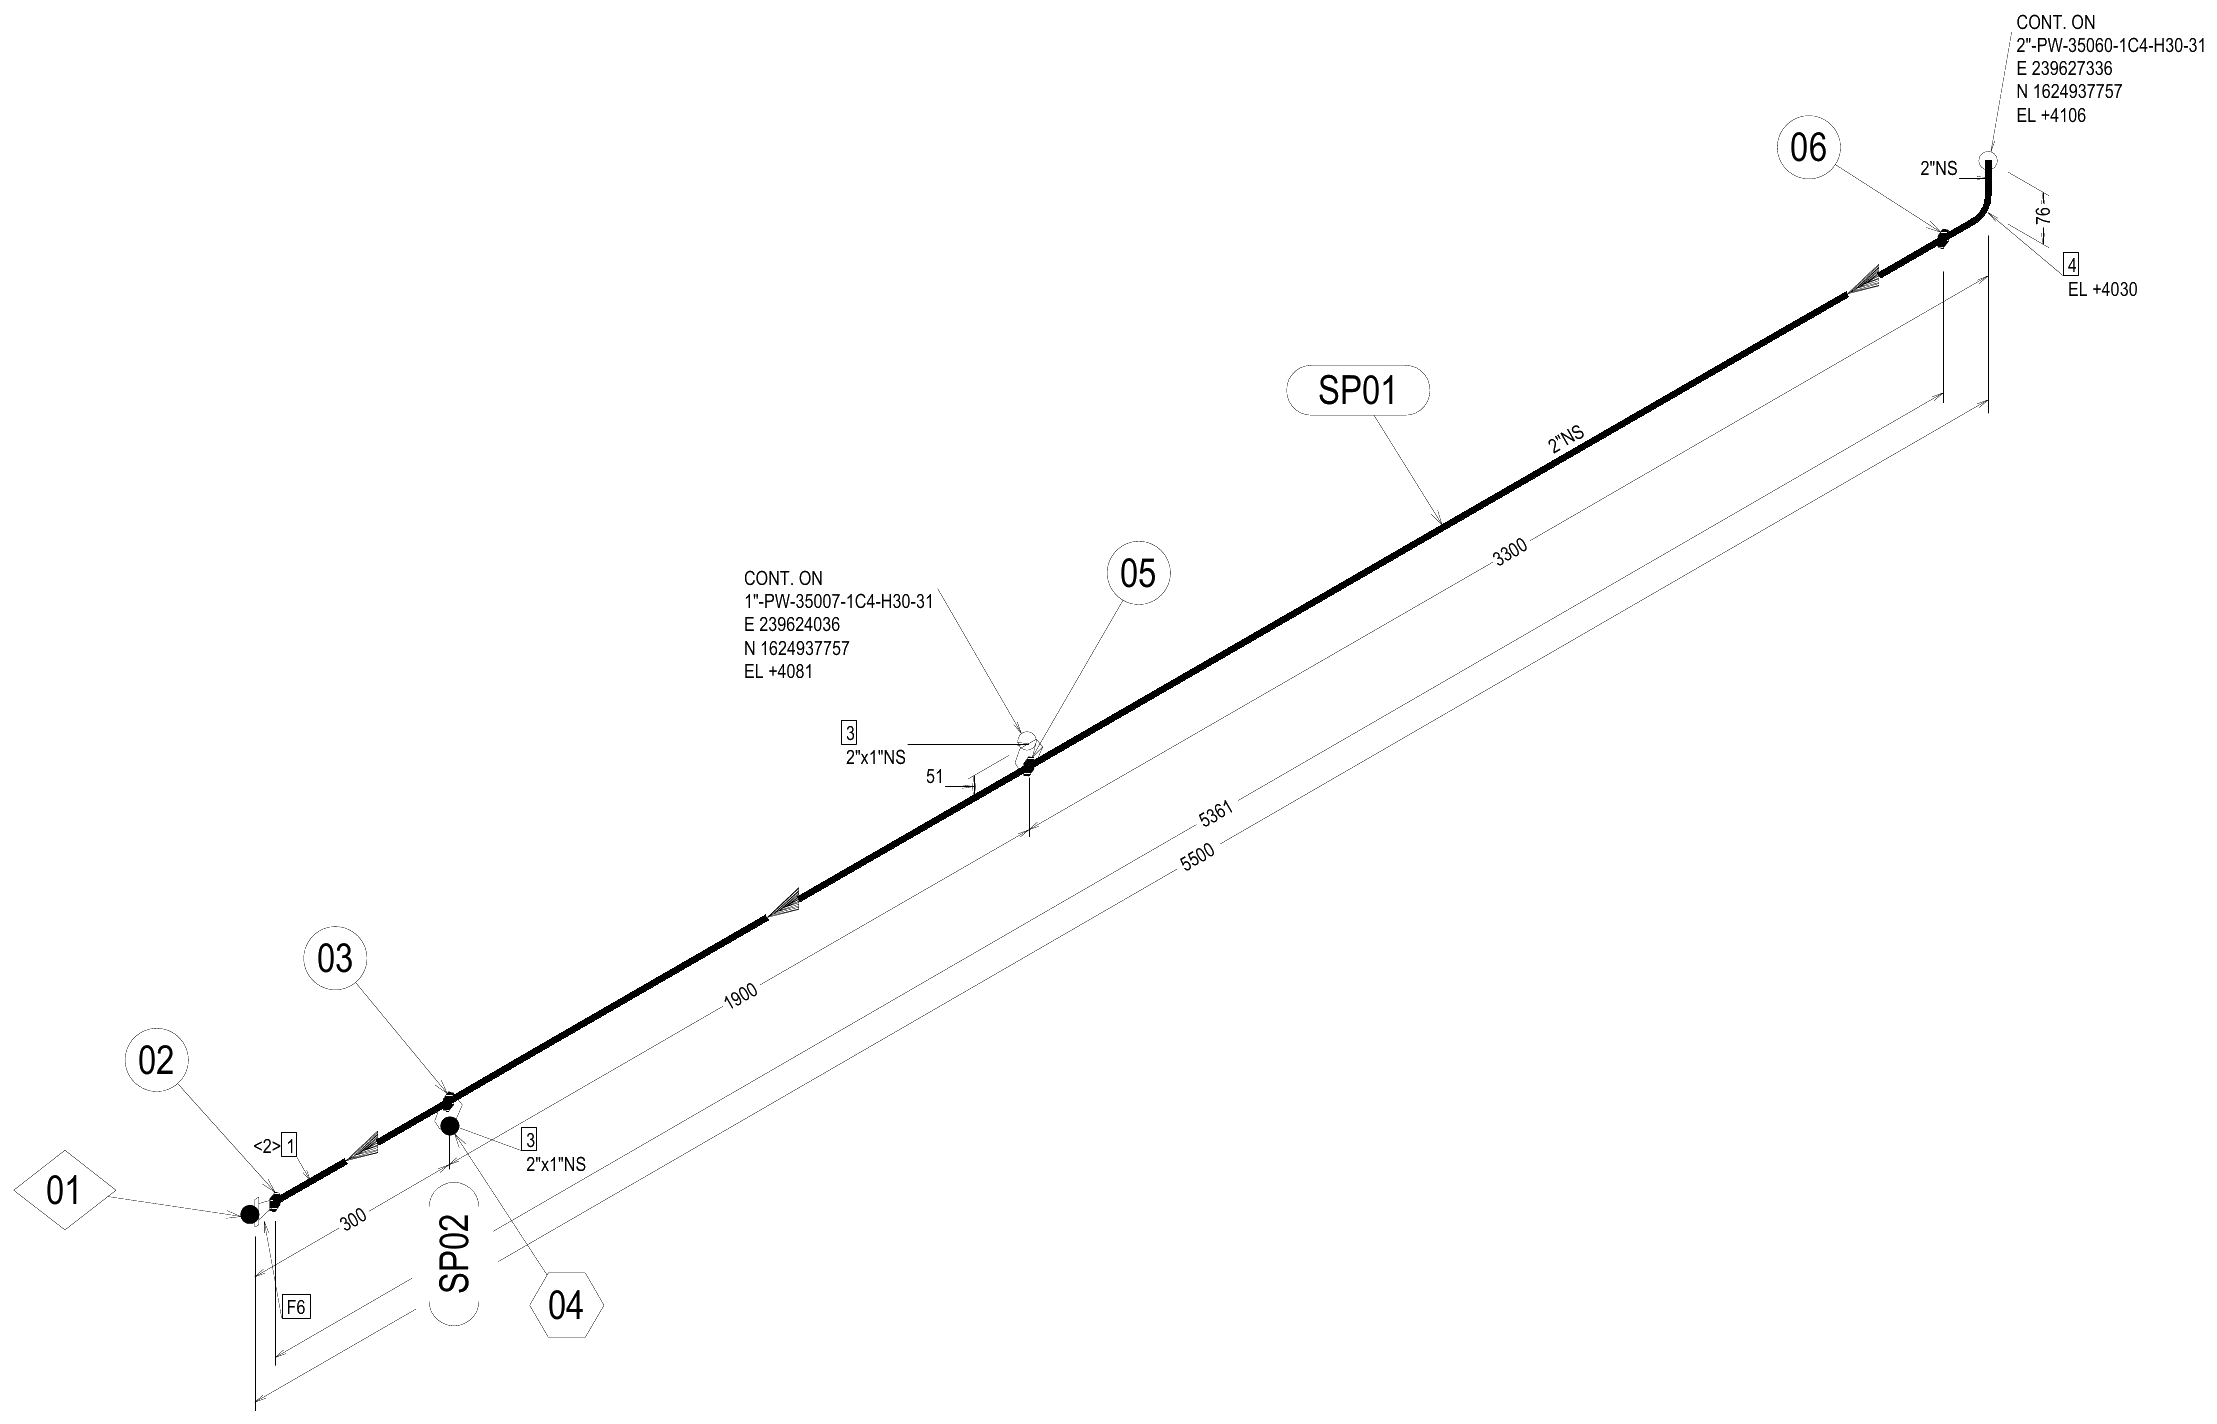 CONT. ON
2"-PW-35060-1C4-H30-31
E 239627336
N 1624937757
EL +4106
06
2"NS
76
4
EL +4030
SP01
2"NS
3300
05
CONT. ON
1"-PW-35007-1C4-H30-31
E 239624036
N 1624937757
EL +4081
3
2"x1"NS
51
5361
5500
1900
03
02
<2> 1
3
2"x1"NS
01
300
SP02
F6
04